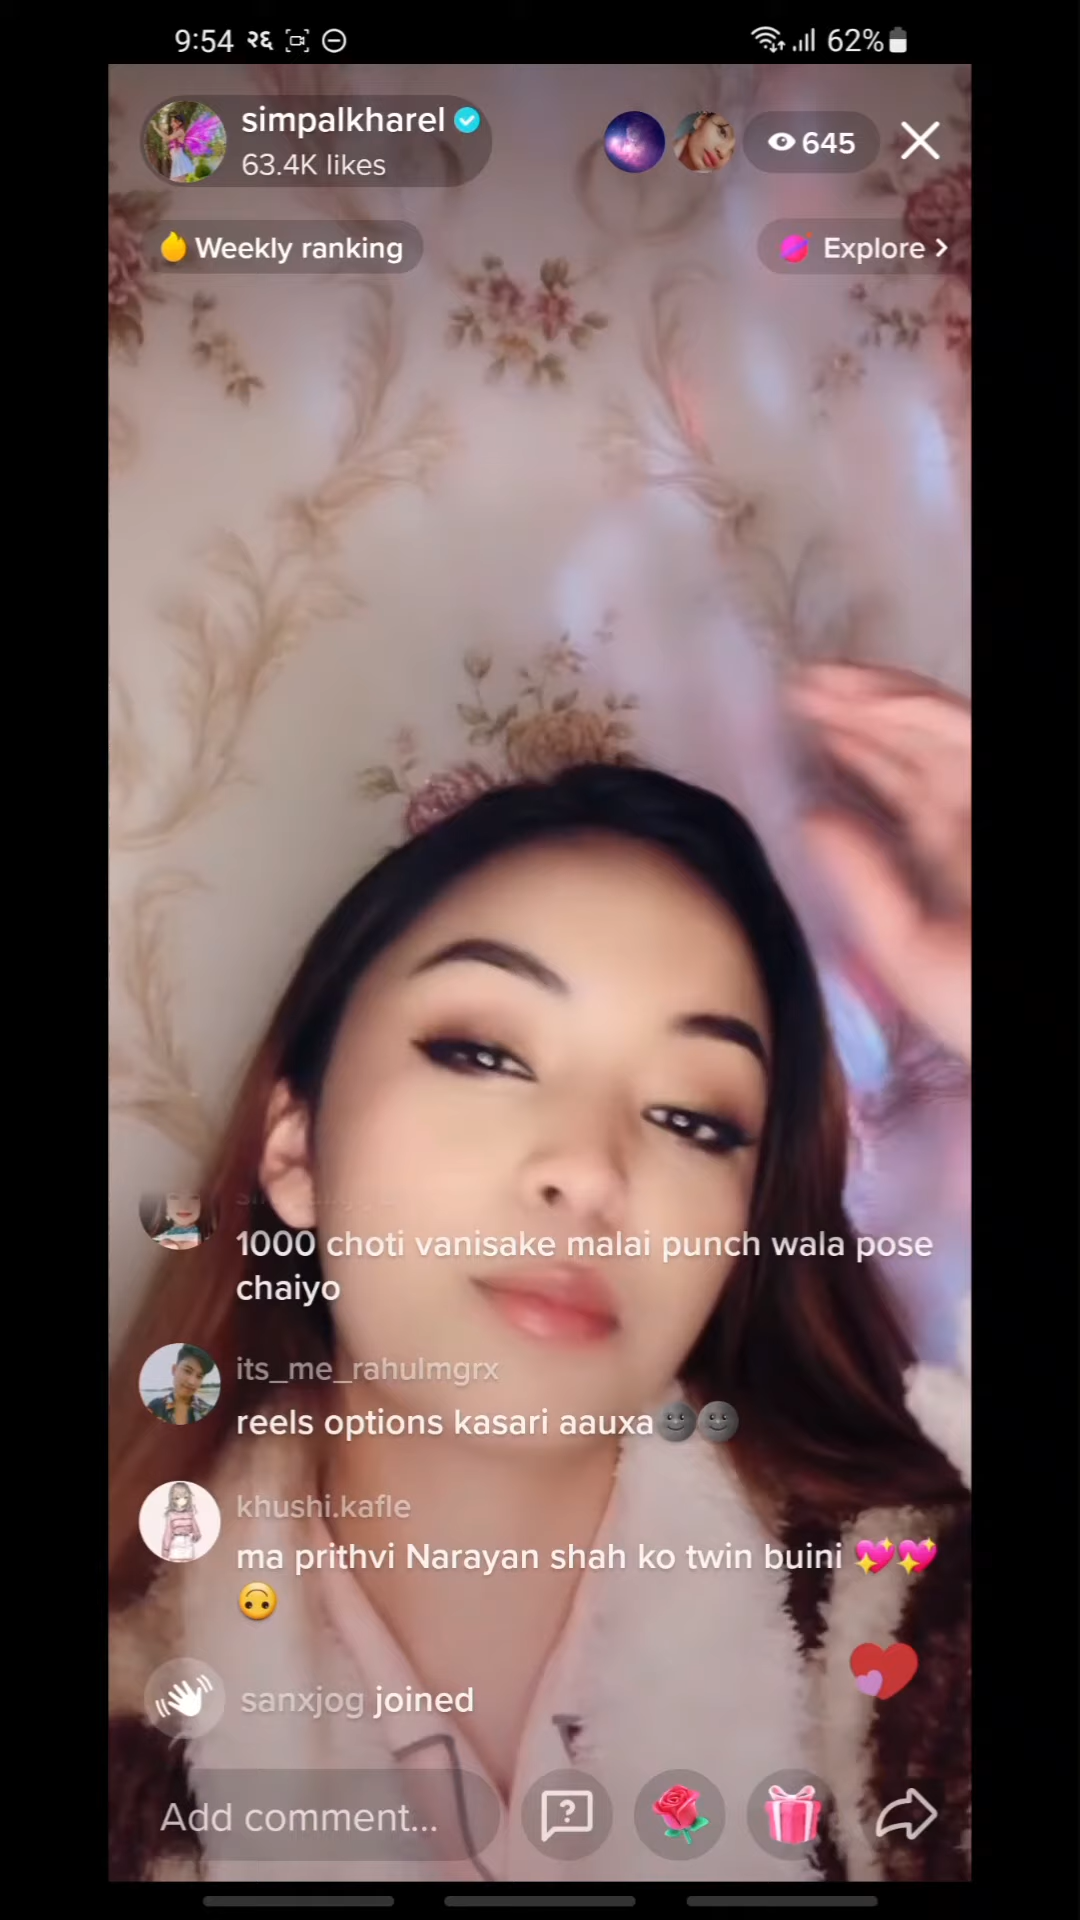 9:54 २६ 62%
simpalkharel
63.4K likes
645
Weekly ranking
Explore >
1000 choti vanisake malai punch wala pose
chaiyo
its_me_rahulmgrx
reels options kasari aauxa🌚🌚
khushi.kafle
ma prithvi Narayan shah ko twin buini 💖💖
🙃
sanxjog joined
Add comment...